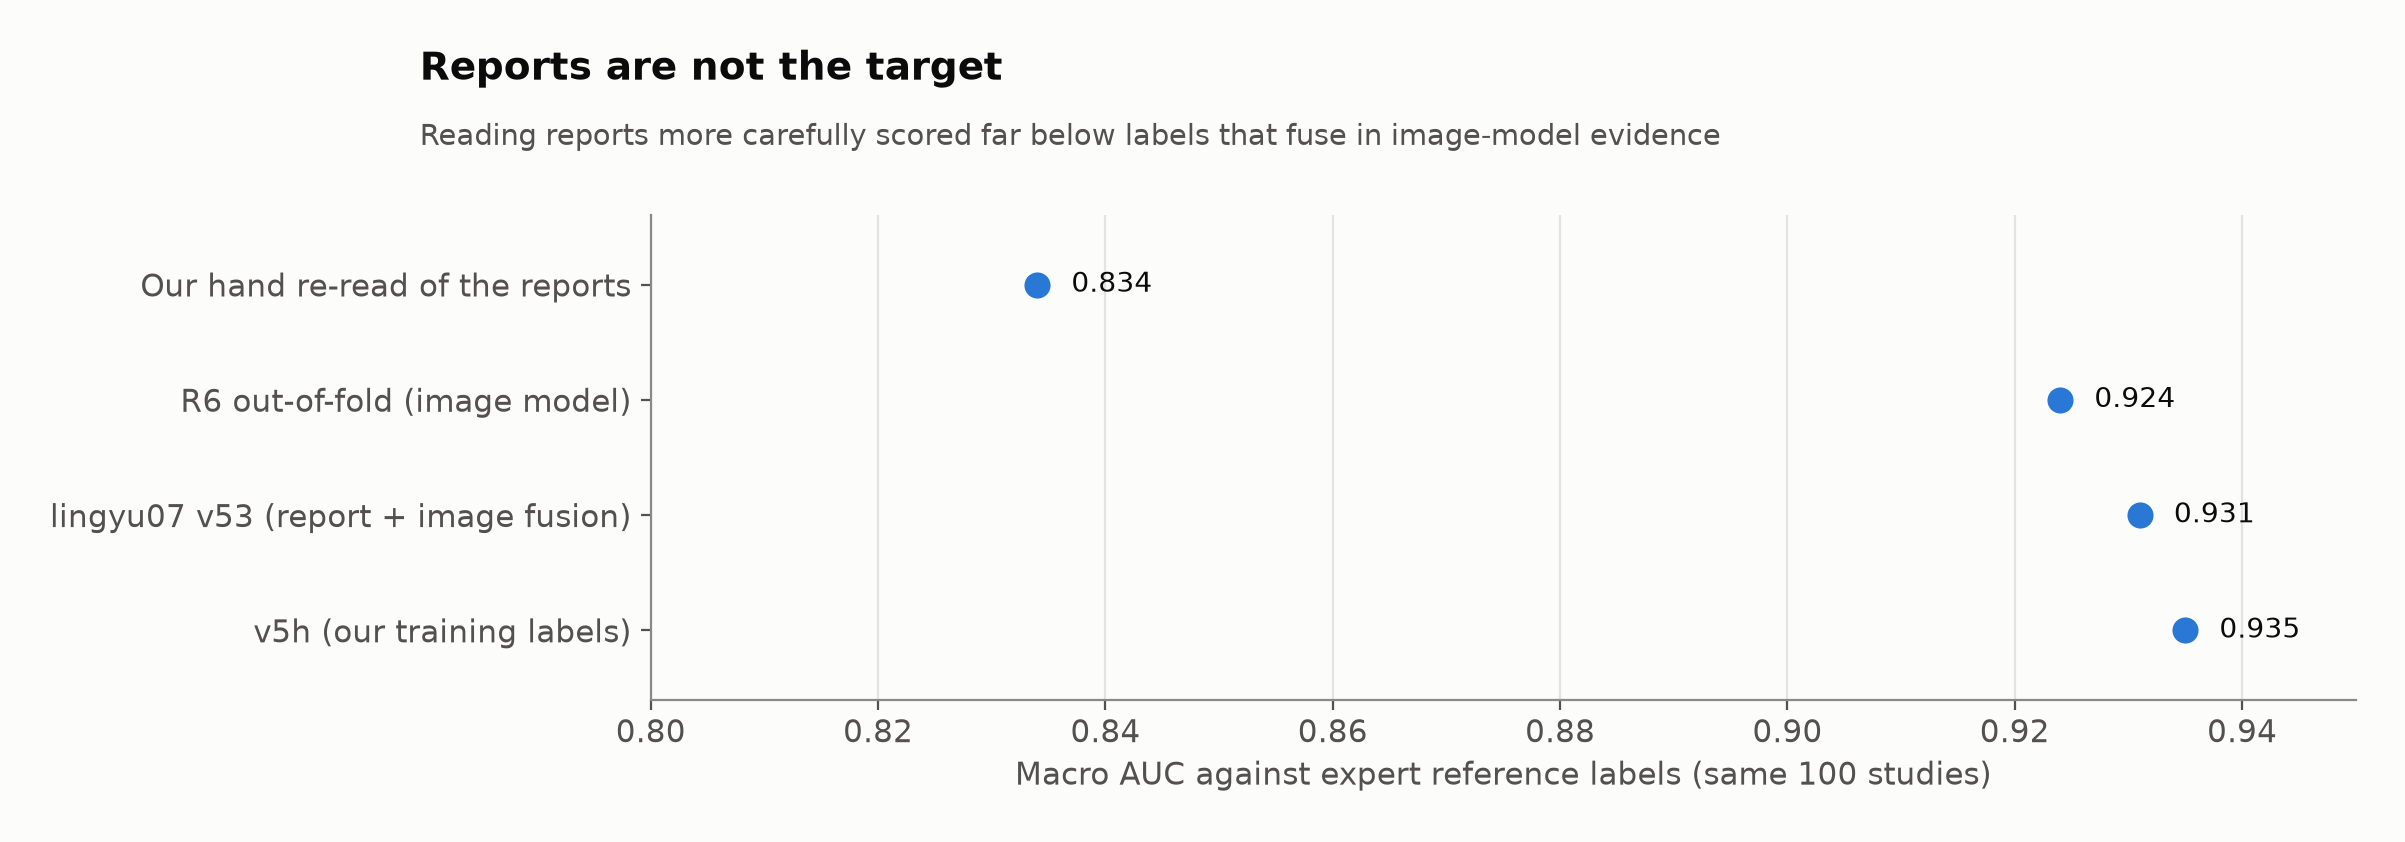 Reports are not the target
Reading reports more carefully scored far below labels that fuse in image-model evidence
Our hand re-read of the reports
0.834
R6 out-of-fold (image model)
0.924
lingyu07 v53 (report + image fusion)
0.931
v5h (our training labels)
0.935
0.80 0.82 0.84 0.86 0.88 0.90 0.92 0.94
Macro AUC against expert reference labels (same 100 studies)